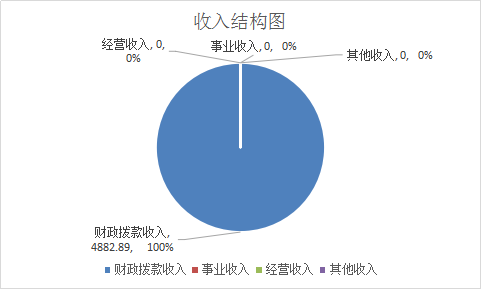 收入结构图
经营收入, 0,
0%
事业收入, 0, 0%
其他收入, 0, 0%
财政拨款收入,
4882.89, 100%
财政拨款收入 事业收入 经营收入 其他收入